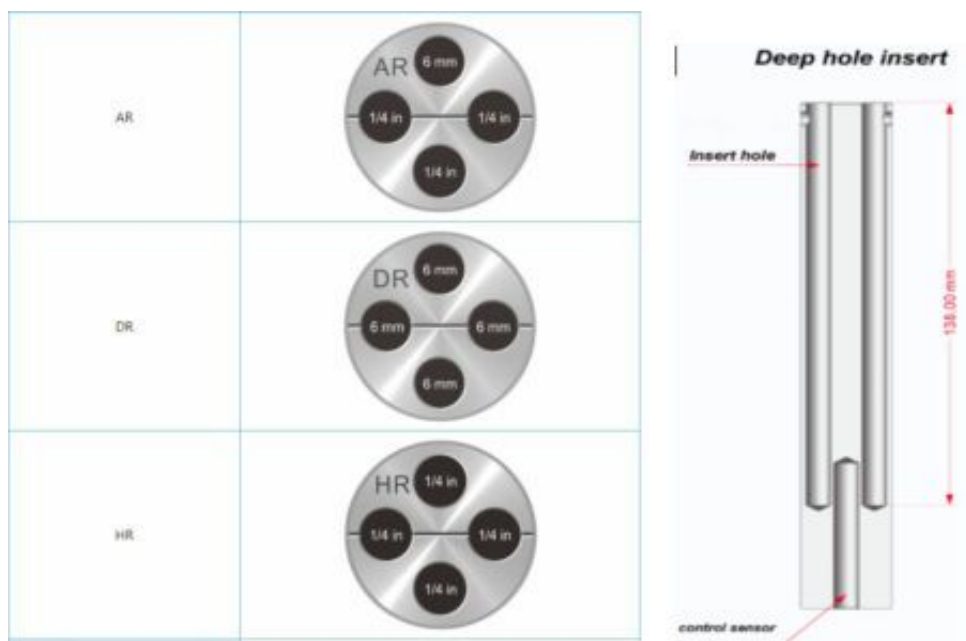 AR
AR
6 mm
1/4 in
1/4 in
1/4 in
DR
DR
6 mm
6 mm
6 mm
6 mm
HR
HR
1/4 in
1/4 in
1/4 in
1/4 in
Deep hole insert
Insert hole
138.00mm
control sensor